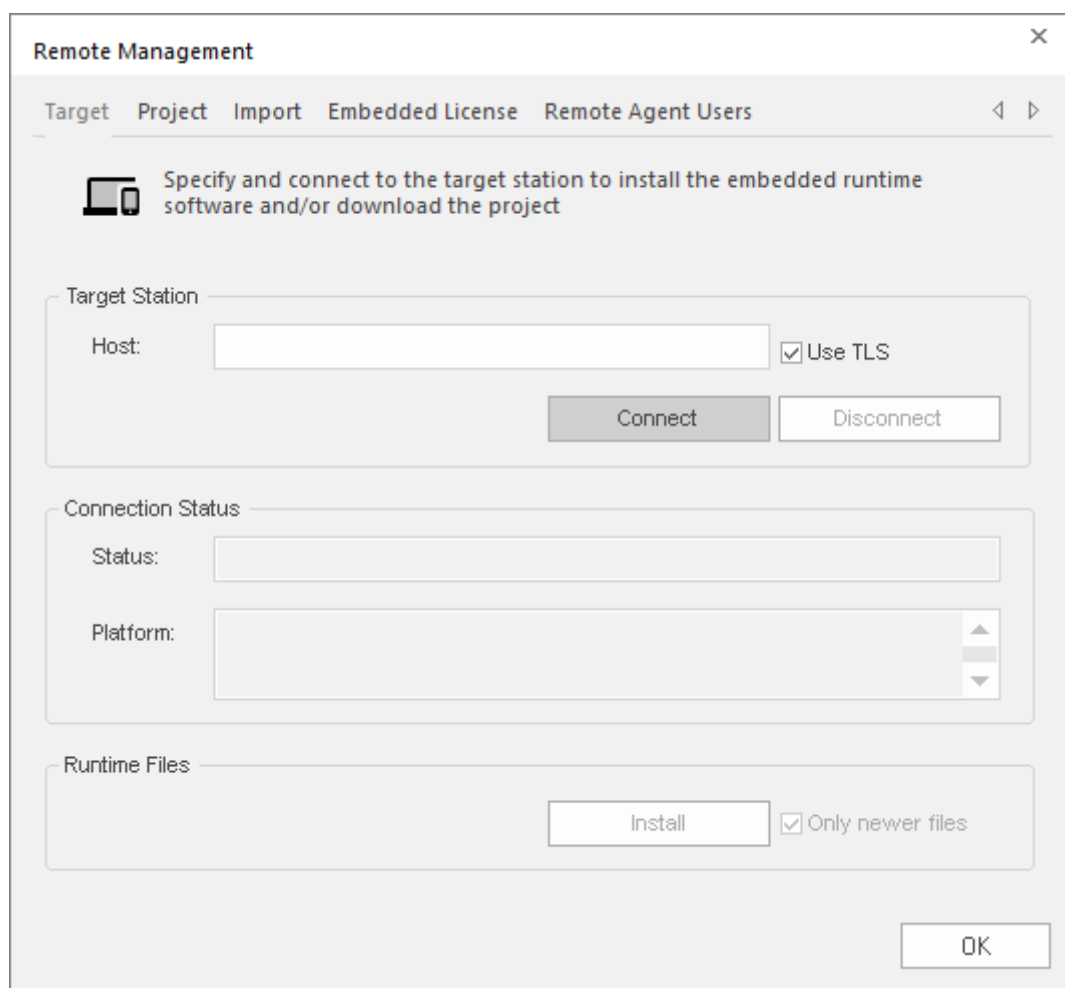 Remote Management
Target Project Import Embedded License Remote Agent Users
Specify and connect to the target station to install the embedded runtime
software and/or download the project
Target Station
Host:
Use TLS
Connect Disconnect
Connection Status
Status:
Platform:
Runtime Files
Install Only newer files
OK